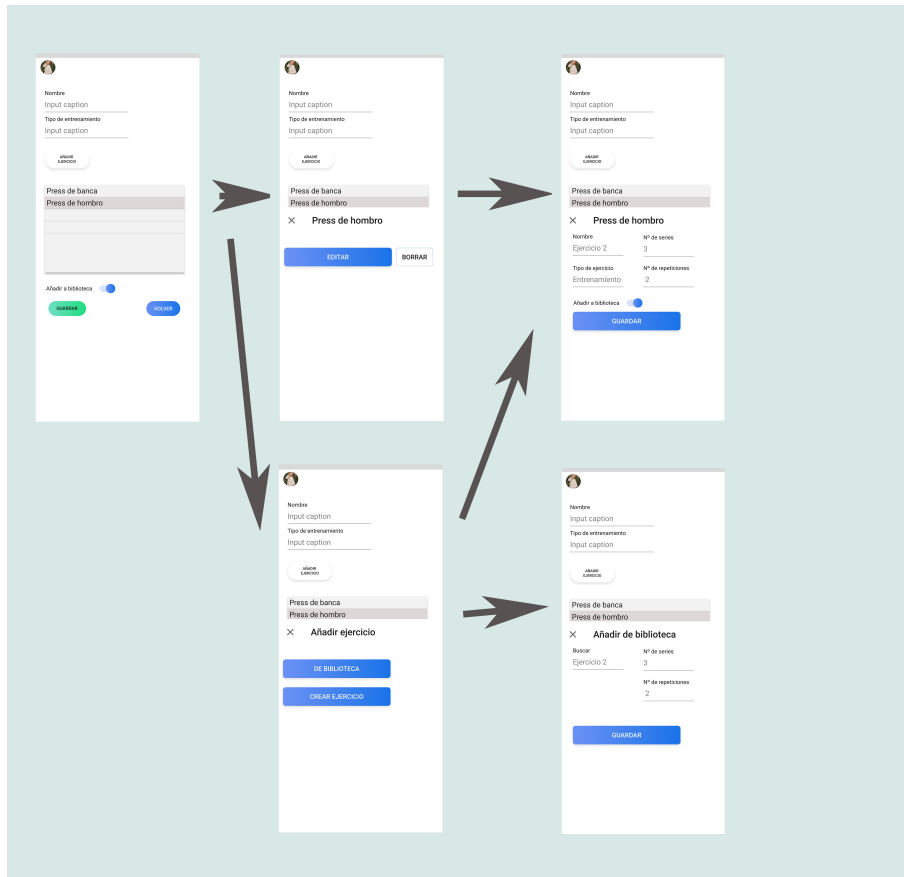 Nombre
Input caption
Tipo de entrenamiento
Input caption
AÑADIR
EJERCICIO
Press de banca
Press de hombro
Añadir a biblioteca
GUARDAR
VOLVER
Nombre
Input caption
Tipo de entrenamiento
Input caption
AÑADIR
EJERCICIO
Press de banca
Press de hombro
Press de hombro
EDITAR
BORRAR
Nombre
Input caption
Tipo de entrenamiento
Input caption
AÑADIR
EJERCICIO
Press de banca
Press de hombro
Press de hombro
Nombre
Nº de series
Ejercicio 2
3
Tipo de ejercicio
Nº de repeticiones
Entrenamiento
2
Añadir a biblioteca
GUARDAR
Nombre
Input caption
Tipo de entrenamiento
Input caption
AÑADIR
EJERCICIO
Press de banca
Press de hombro
Añadir ejercicio
DE BIBLIOTECA
CREAR EJERCICIO
Nombre
Input caption
Tipo de entrenamiento
Input caption
AÑADIR
EJERCICIO
Press de banca
Press de hombro
Añadir de biblioteca
Buscar
Nº de series
Ejercicio 2
3
Nº de repeticiones
2
GUARDAR